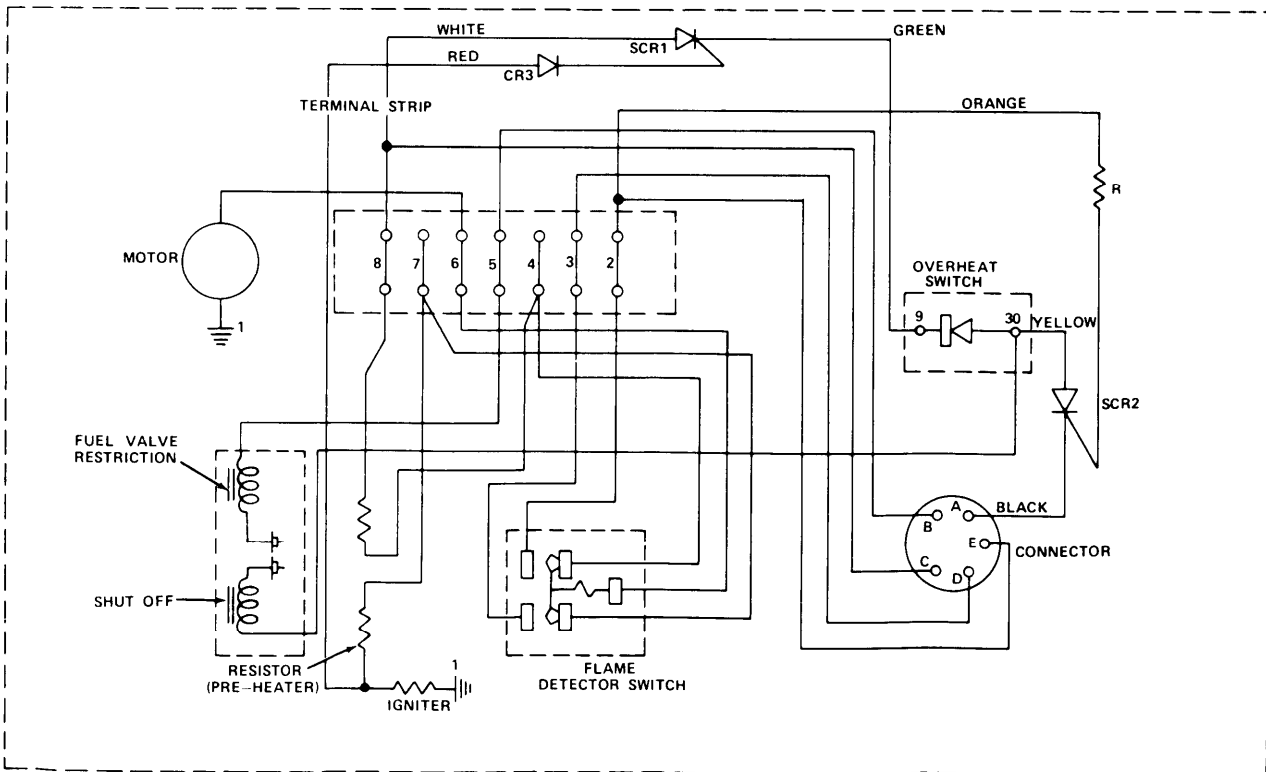 WHITE
SCR1
GREEN
RED
CR3
TERMINAL STRIP
ORANGE
R
MOTOR
8 7 6 5 4 3 2
1
OVERHEAT
SWITCH
9
30
YELLOW
SCR2
FUEL VALVE
RESTRICTION
A
BLACK
B
E
CONNECTOR
C
D
SHUT OFF
RESISTOR
(PRE-HEATER)
1
IGNITER
FLAME
DETECTOR SWITCH